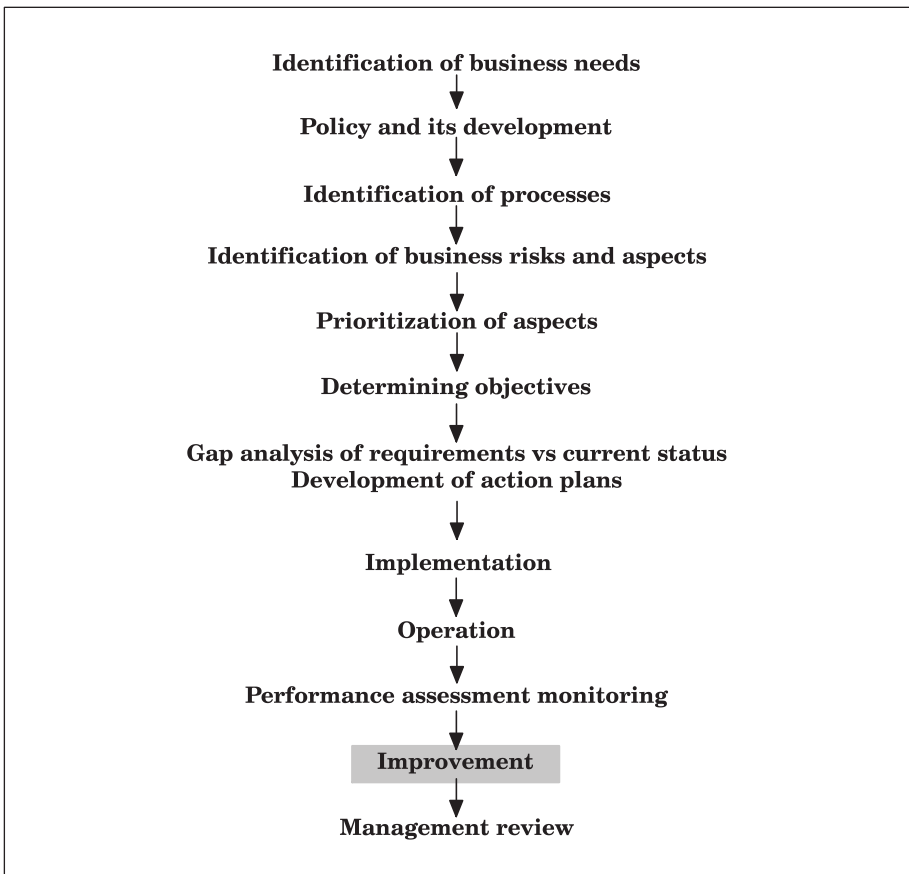 Identification of business needs
Policy and its development
Identification of processes
Identification of business risks and aspects
Prioritization of aspects
Determining objectives
Gap analysis of requirements vs current status
Development of action plans
Implementation
Operation
Performance assessment monitoring
Improvement
Management review